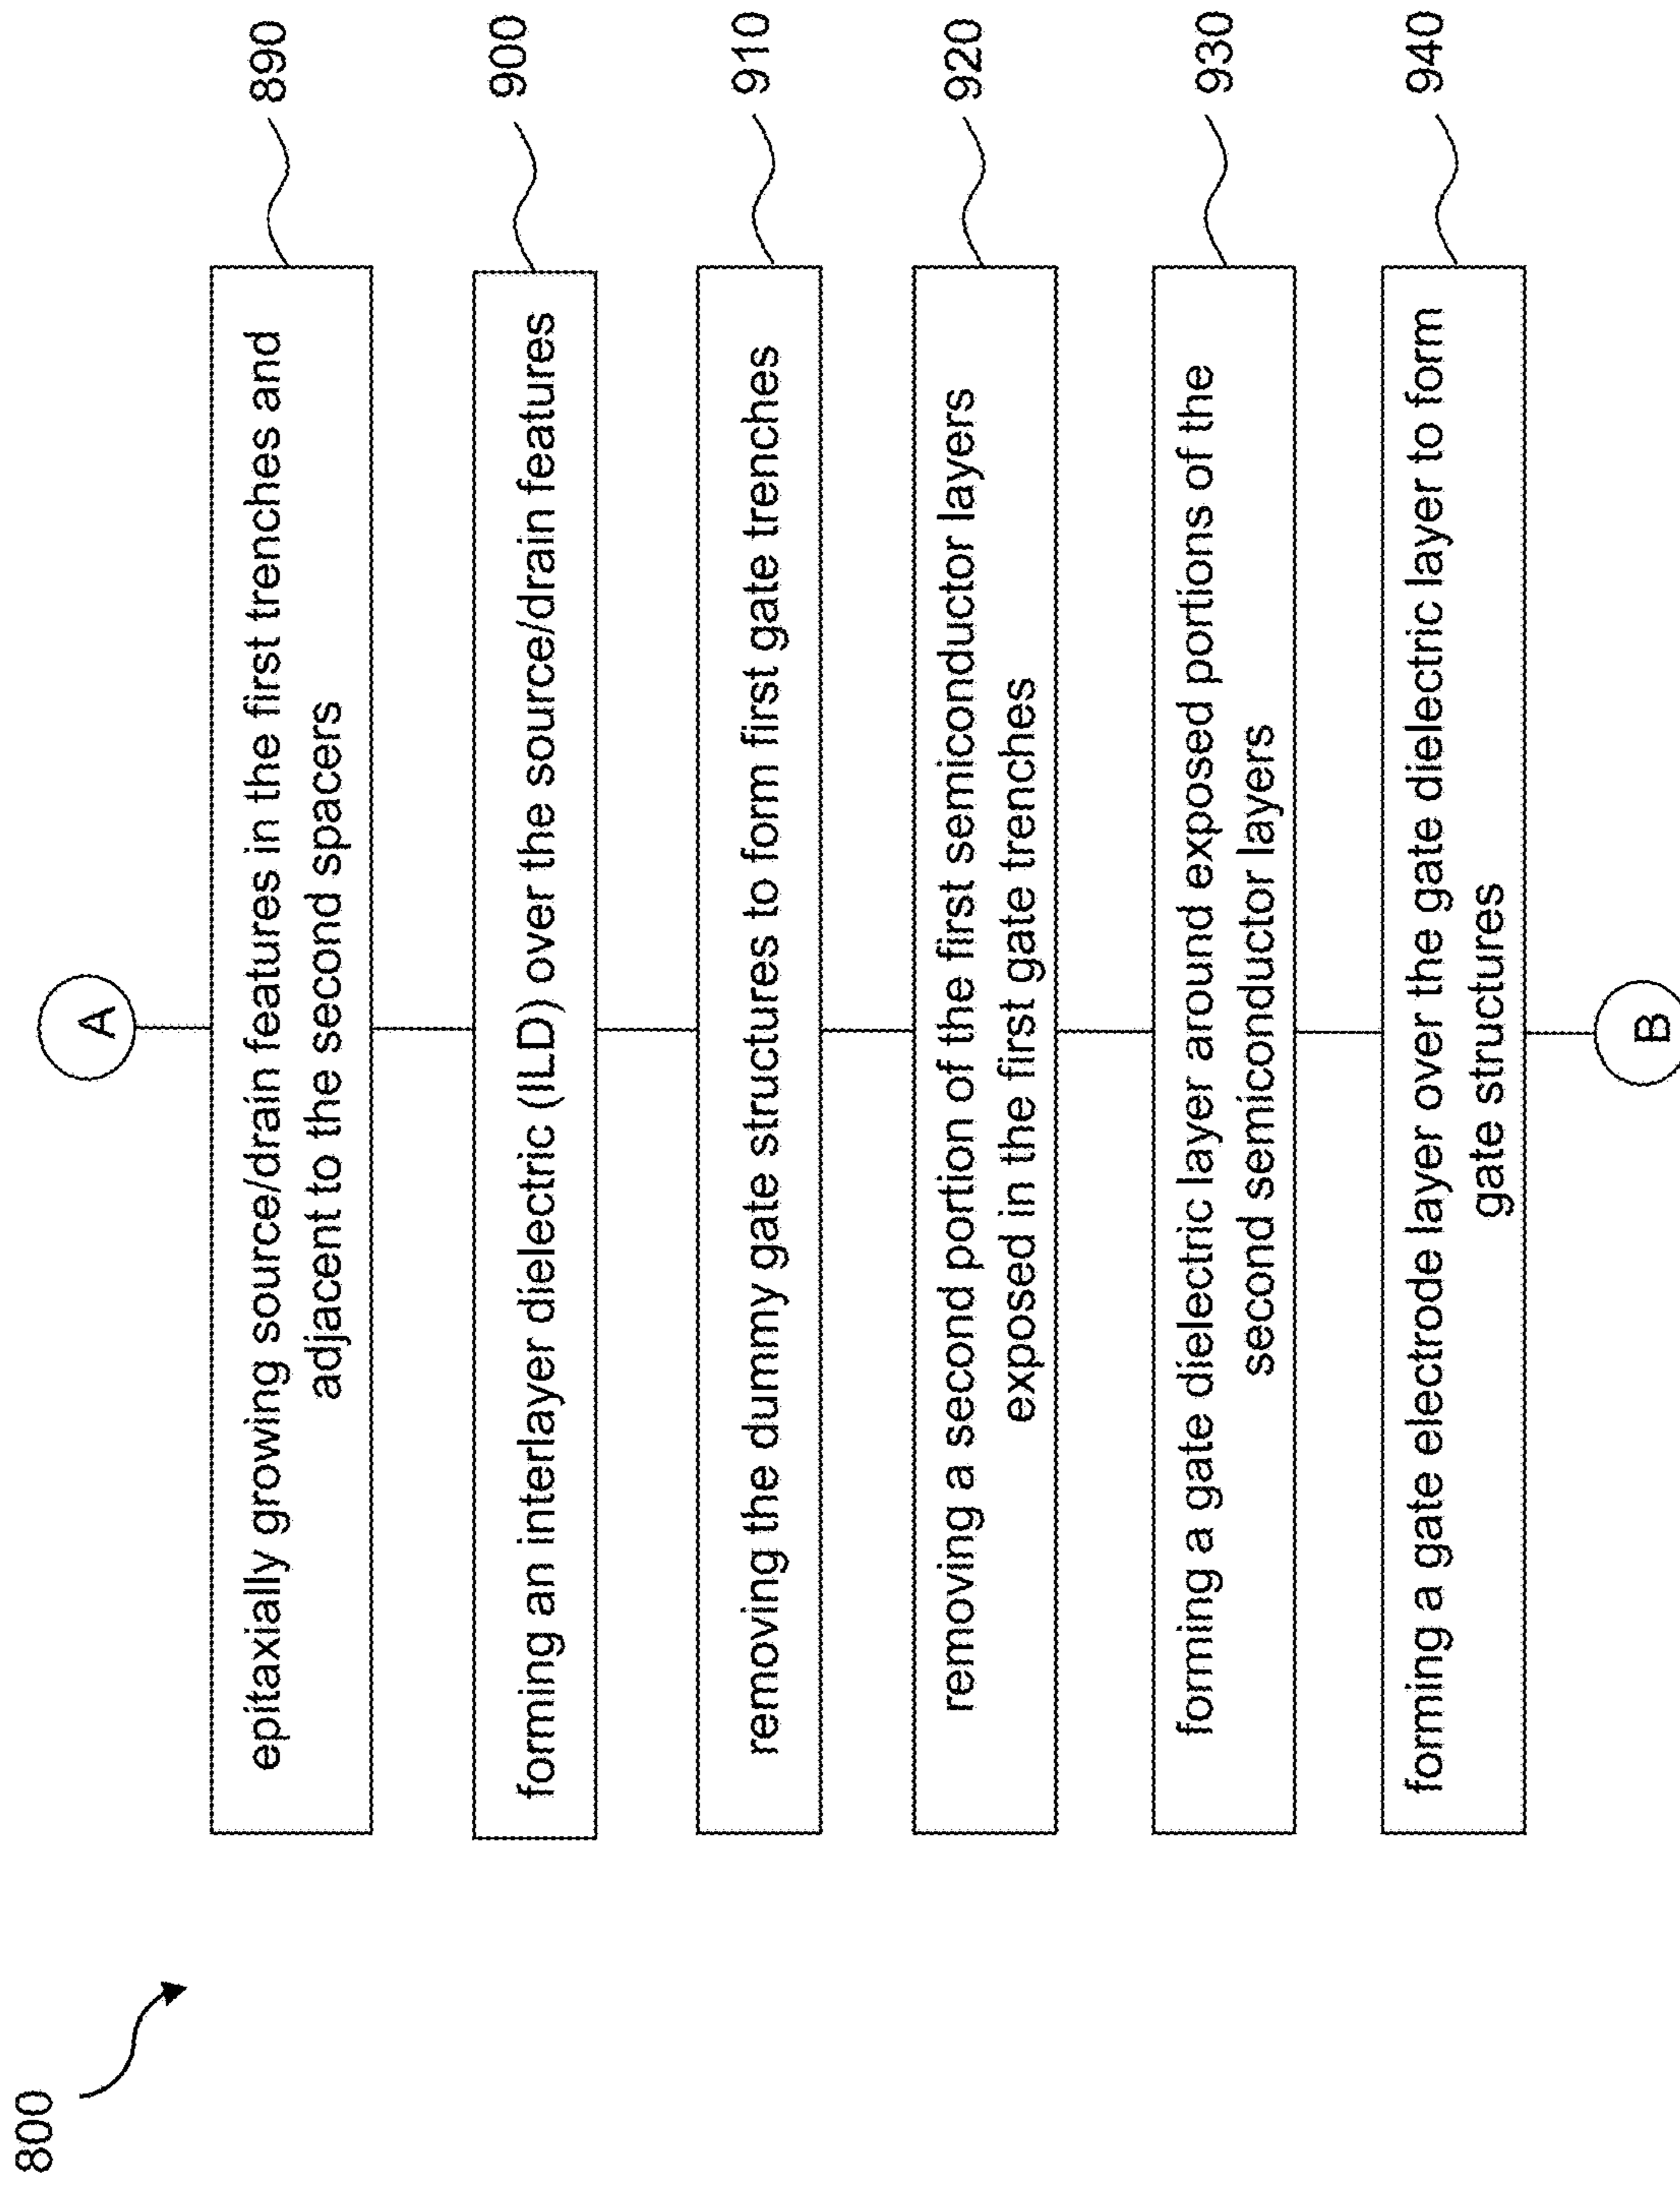 800
A
epitaxially growing source/drain features in the first trenches and
adjacent to the second spacers
890
forming an interlayer dielectric (ILD) over the source/drain features
900
removing the dummy gate structures to form first gate trenches
910
removing a second portion of the first semiconductor layers
exposed in the first gate trenches
920
forming a gate dielectric layer around exposed portions of the
second semiconductor layers
930
forming a gate electrode layer over the gate dielectric layer to form
gate structures
940
B